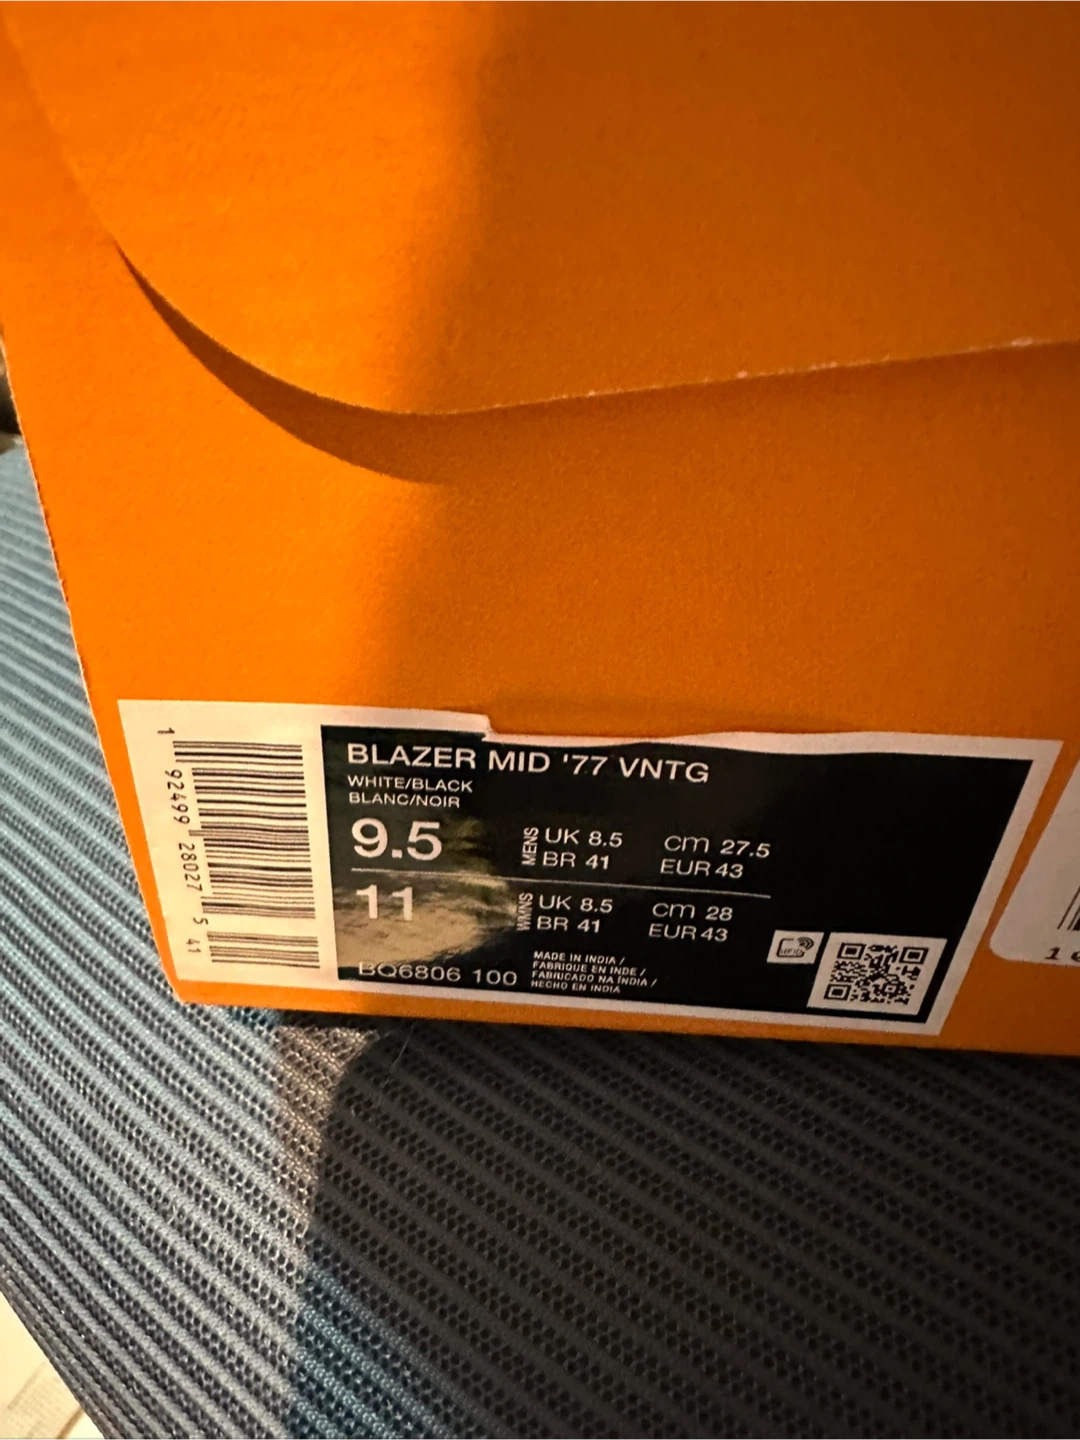 BLAZER MID '77 VNTG
WHITE/BLACK
BLANC/NOIR
9.5
MENS
UK 8.5 cm 27.5
BR 41 EUR 43
11
WMNS
UK 8.5 cm 28
BR 41 EUR 43
BQ6806 100
MADE IN INDIA /
FABRIQUE EN INDE /
FABRICADO NA INDIA /
HECHO EN INDIA
1 92499 28027 5 41